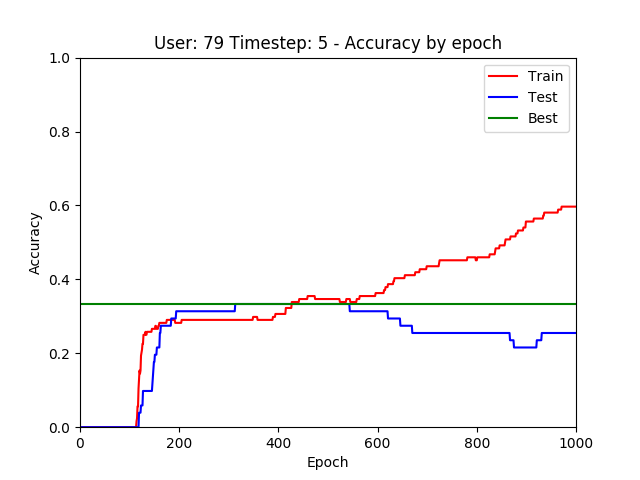 User: 79 Timestep: 5 - Accuracy by epoch
1.0
0.8
0.6
0.4
0.2
0.0
Accuracy
0 200 400 600 800 1000
Epoch
Train
Test
Best